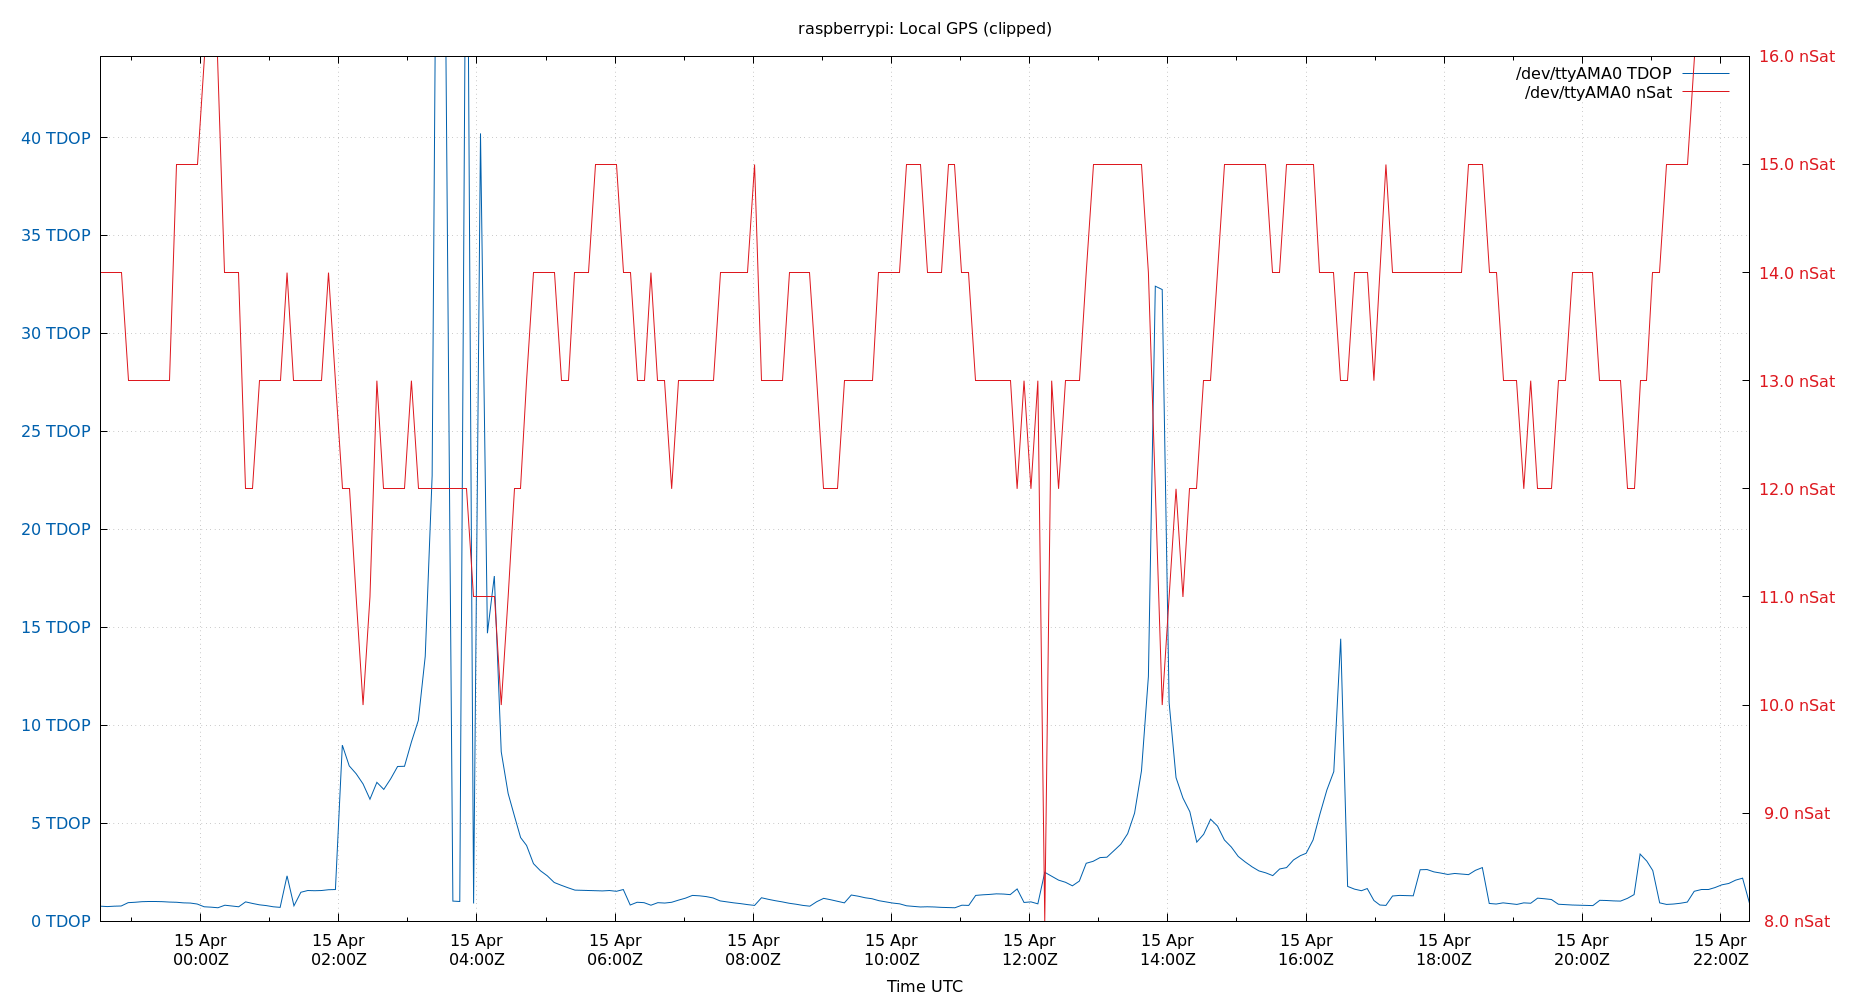 raspberrypi: Local GPS (clipped)
/dev/ttyAMA0 TDOP
/dev/ttyAMA0 nSat
40 TDOP
35 TDOP
30 TDOP
25 TDOP
20 TDOP
15 TDOP
10 TDOP
5 TDOP
0 TDOP
16.0 nSat
15.0 nSat
14.0 nSat
13.0 nSat
12.0 nSat
11.0 nSat
10.0 nSat
9.0 nSat
8.0 nSat
15 Apr 15 Apr 15 Apr 15 Apr 15 Apr 15 Apr 15 Apr 15 Apr 15 Apr 15 Apr 15 Apr 15 Apr
00:00Z 02:00Z 04:00Z 06:00Z 08:00Z 10:00Z 12:00Z 14:00Z 16:00Z 18:00Z 20:00Z 22:00Z
Time UTC